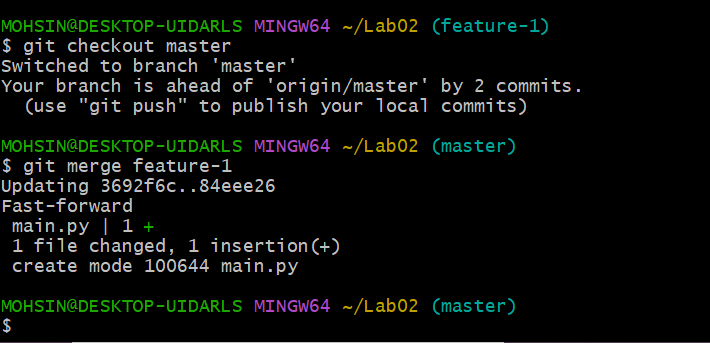 MOHSIN@DESKTOP-UIDARLS MINGW64 ~/Lab02 (feature-1)
$ git checkout master
Switched to branch 'master'
Your branch is ahead of 'origin/master' by 2 commits.
  (use "git push" to publish your local commits)
MOHSIN@DESKTOP-UIDARLS MINGW64 ~/Lab02 (master)
$ git merge feature-1
Updating 3692f6c..84eee26
Fast-forward
 main.py | 1 +
 1 file changed, 1 insertion(+)
 create mode 100644 main.py
MOHSIN@DESKTOP-UIDARLS MINGW64 ~/Lab02 (master)
$